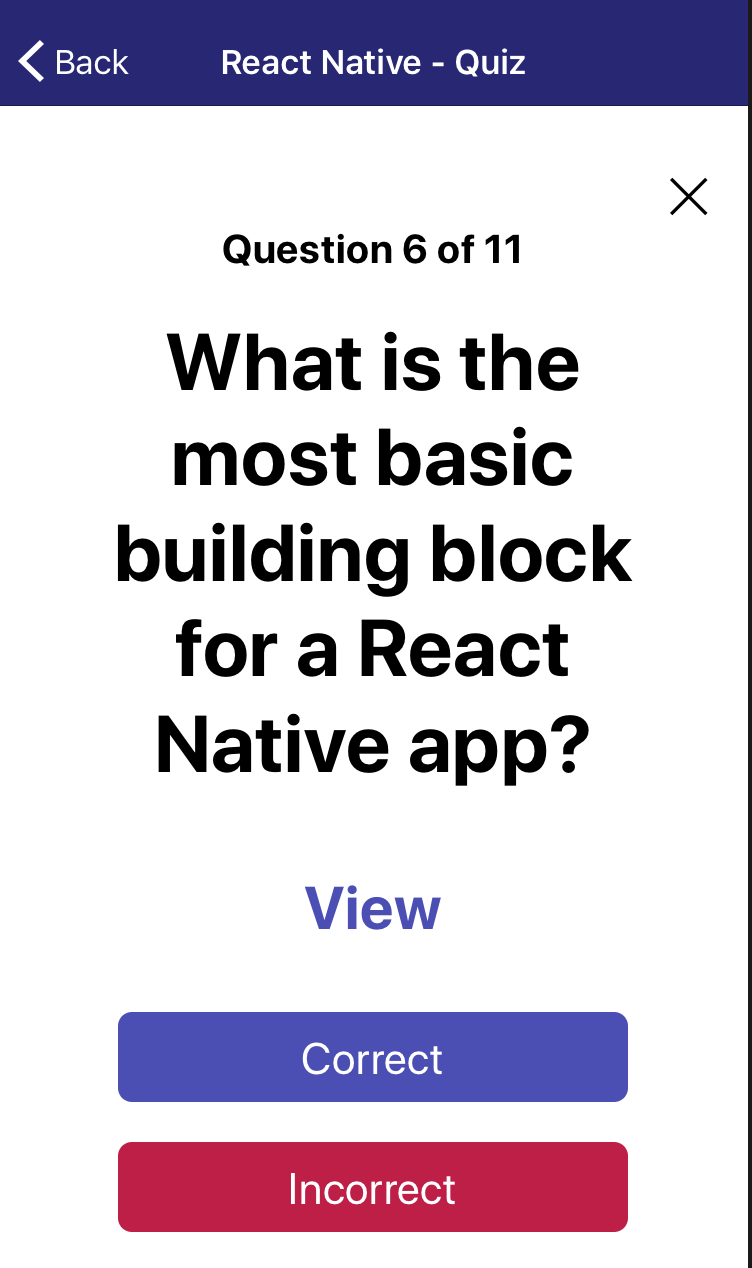 Back
React Native - Quiz
Question 6 of 11
What is the
most basic
building block
for a React
Native app?
View
Correct
Incorrect